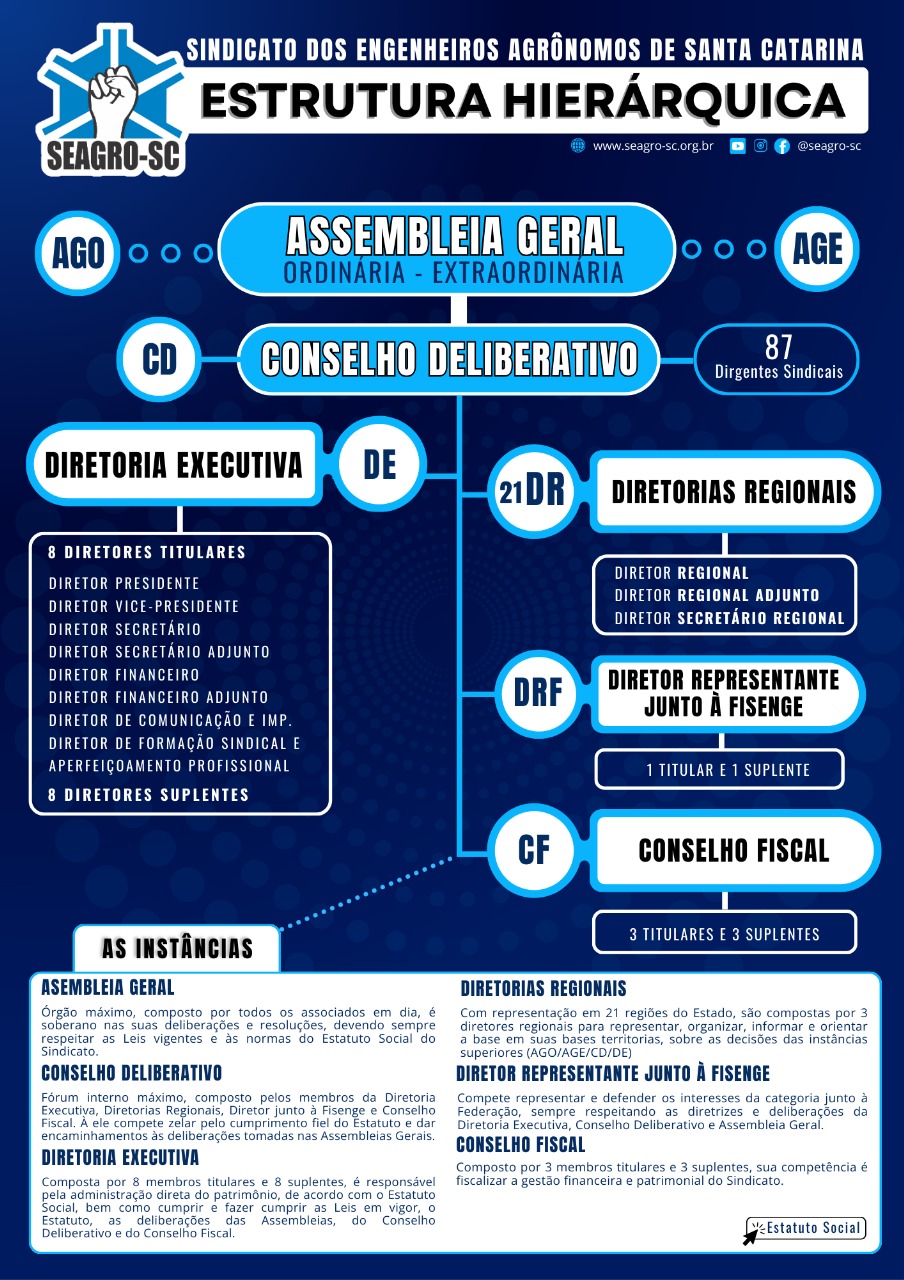 SINDICATO DOS ENGENHEIROS AGRÔNOMOS DE SANTA CATARINA
ESTRUTURA HIERÁRQUICA
SEAGRO-SC
www.seagro-sc.org.br @seagro-sc
AGO
ASSEMBLEIA GERAL
ORDINÁRIA - EXTRAORDINÁRIA
AGE
CD
CONSELHO DELIBERATIVO
87
Dirgentes Sindicais
DIRETORIA EXECUTIVA
DE
8 DIRETORES TITULARES
DIRETOR PRESIDENTE
DIRETOR VICE-PRESIDENTE
DIRETOR SECRETÁRIO
DIRETOR SECRETÁRIO ADJUNTO
DIRETOR FINANCEIRO
DIRETOR FINANCEIRO ADJUNTO
DIRETOR DE COMUNICAÇÃO E IMP.
DIRETOR DE FORMAÇÃO SINDICAL E
APERFEIÇOAMENTO PROFISSIONAL
8 DIRETORES SUPLENTES
21DR
DIRETORIAS REGIONAIS
DIRETOR REGIONAL
DIRETOR REGIONAL ADJUNTO
DIRETOR SECRETÁRIO REGIONAL
DRF
DIRETOR REPRESENTANTE
JUNTO À FISENGE
1 TITULAR E 1 SUPLENTE
CF
CONSELHO FISCAL
3 TITULARES E 3 SUPLENTES
AS INSTÂNCIAS
ASEMBLEIA GERAL
Órgão máximo, composto por todos os associados em dia, é
soberano nas suas deliberações e resoluções, devendo sempre
respeitar as Leis vigentes e às normas do Estatuto Social do
Sindicato.
CONSELHO DELIBERATIVO
Fórum interno máximo, composto pelos membros da Diretoria
Executiva, Diretorias Regionais, Diretor junto à Fisenge e Conselho
Fiscal. À ele compete zelar pelo cumprimento fiel do Estatuto e dar
encaminhamentos às deliberações tomadas nas Assembleias Gerais.
DIRETORIA EXECUTIVA
Composta por 8 membros titulares e 8 suplentes, é responsável
pela administração direta do patrimônio, de acordo com o Estatuto
Social, bem como cumprir e fazer cumprir as Leis em vigor, o
Estatuto, as deliberações das Assembleias, do Conselho
Deliberativo e do Conselho Fiscal.
DIRETORIAS REGIONAIS
Com representação em 21 regiões do Estado, são compostas por 3
diretores regionais para representar, organizar, informar e orientar
a base em suas bases territorias, sobre as decisões das instâncias
superiores (AGO/AGE/CD/DE)
DIRETOR REPRESENTANTE JUNTO À FISENGE
Compete representar e defender os interesses da categoria junto à
Federação, sempre respeitando as diretrizes e deliberações da
Diretoria Executiva, Conselho Deliberativo e Assembleia Geral.
CONSELHO FISCAL
Composto por 3 membros titulares e 3 suplentes, sua competência é
fiscalizar a gestão financeira e patrimonial do Sindicato.
Estatuto Social